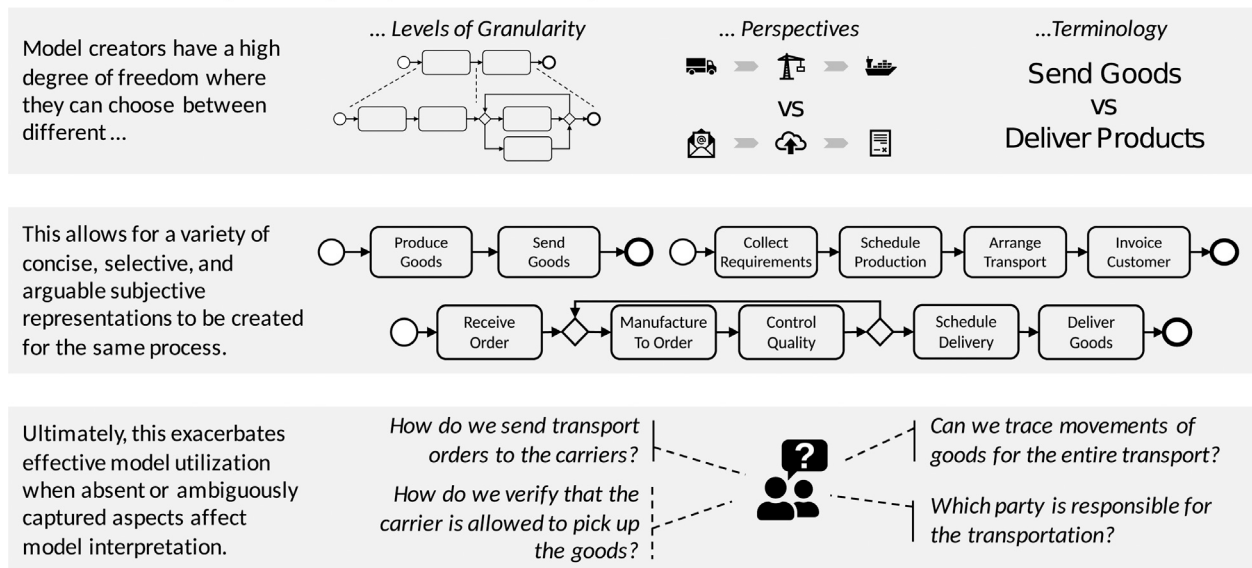 Model creators have a high
degree of freedom where
they can choose between
different ...
... Levels of Granularity
... Perspectives
VS
...Terminology
Send Goods
vs
Deliver Products
This allows for a variety of
concise, selective, and
arguable subjective
representations to be created
for the same process.
Produce
Goods
Send
Goods
Collect
Requirements
Schedule
Production
Arrange
Transport
Invoice
Customer
Receive
Order
Manufacture
To Order
Control
Quality
Schedule
Delivery
Deliver
Goods
Ultimately, this exacerbates
effective model utilization
when absent or ambiguously
captured aspects affect
model interpretation.
How do we send transport
orders to the carriers?
How do we verify that the
carrier is allowed to pick up
the goods?
?
Can we trace movements of
goods for the entire transport?
Which party is responsible for
the transportation?